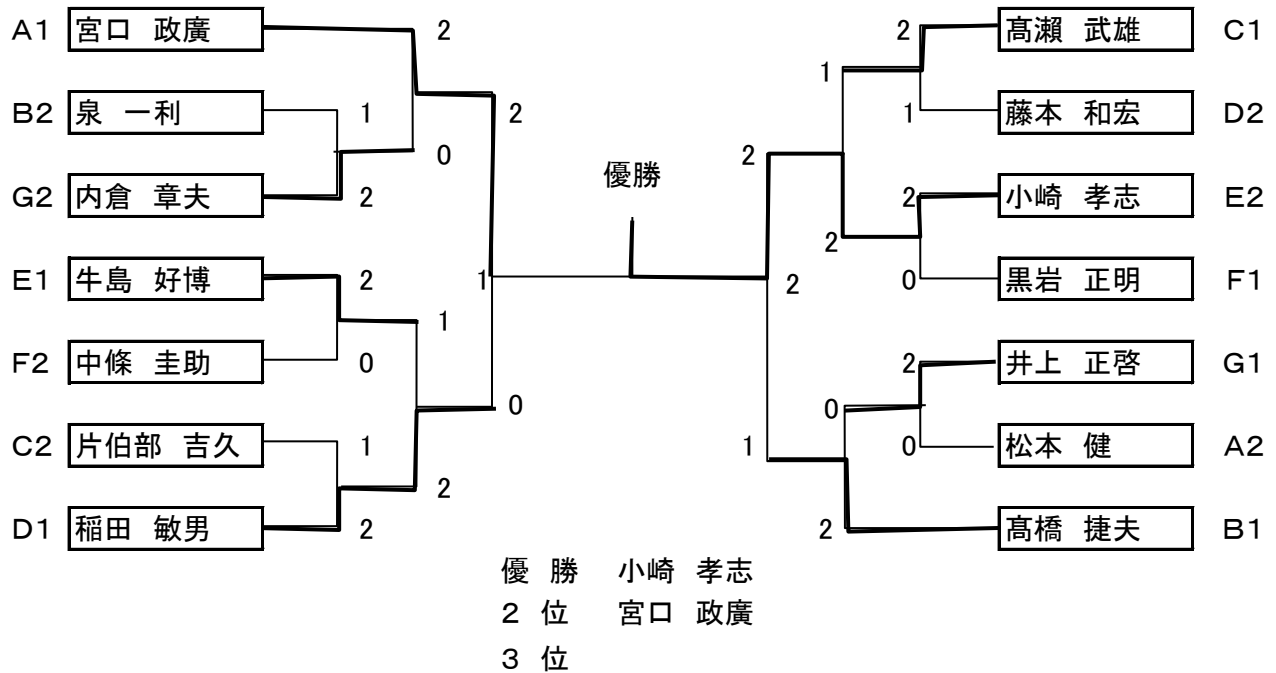 A1 宮口 政廣 2 2 髙瀬 武雄 C1
1
B2 泉 一利 1 2 1 藤本 和宏 D2
0 2
優勝
G2 内倉 章夫 2 2 小崎 孝志 E2
2
E1 牛島 好博 2 1 2 0 黒岩 正明 F1
1
F2 中條 圭助 0 2 井上 正啓 G1
0 0
C2 片伯部 吉久 1 1 0 松本 健 A2
2
D1 稲田 敏男 2 2 髙橋 捷夫 B1
優 勝 小崎 孝志
2 位 宮口 政廣
3 位